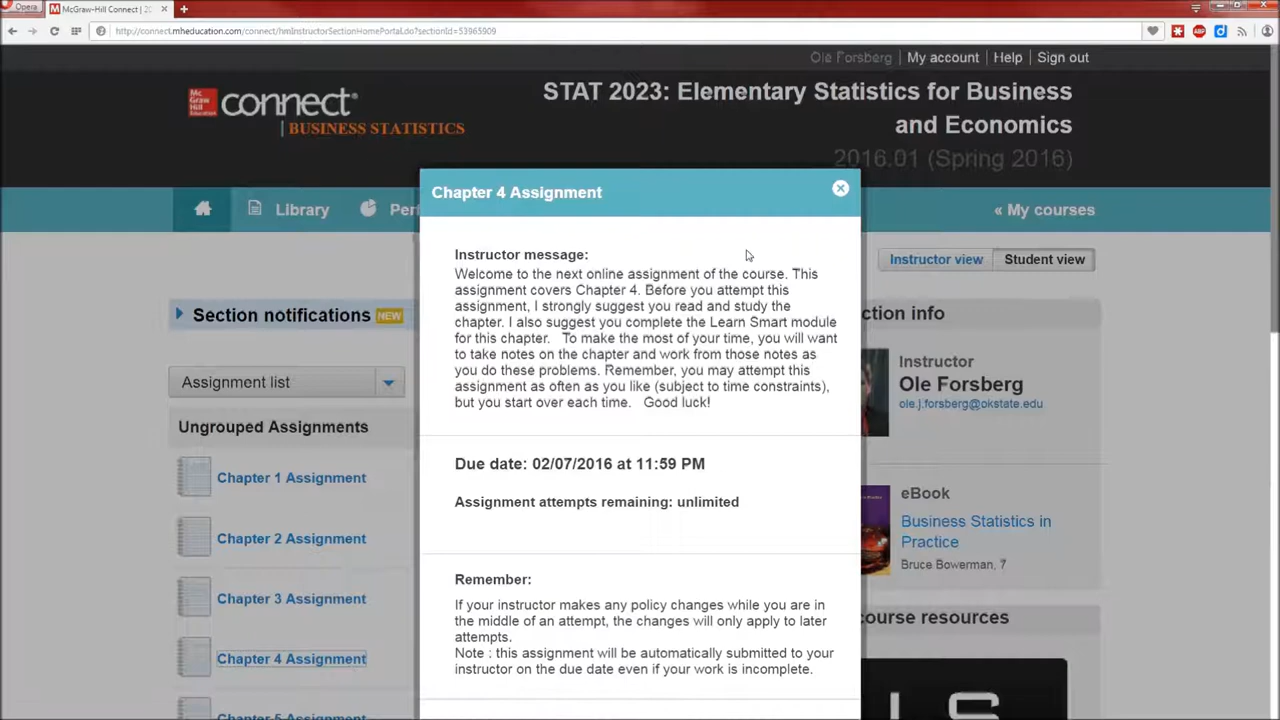 Opera
McGraw-Hill Connect | 20
http://connect.mheducation.com/connect/hmInstructorSectionHomePortal.do?sectionId=53965909
Ole Forsberg | My account | Help | Sign out
Mc Graw Hill Education
connect
| BUSINESS STATISTICS
STAT 2023: Elementary Statistics for Business
and Economics
2016.01 (Spring 2016)
Library
Per
« My courses
Chapter 4 Assignment
Instructor message:
Welcome to the next online assignment of the course. This
assignment covers Chapter 4. Before you attempt this
assignment, I strongly suggest you read and study the
chapter. I also suggest you complete the Learn Smart module
for this chapter. To make the most of your time, you will want
to take notes on the chapter and work from those notes as
you do these problems. Remember, you may attempt this
assignment as often as you like (subject to time constraints),
but you start over each time. Good luck!
Due date: 02/07/2016 at 11:59 PM
Assignment attempts remaining: unlimited
Remember:
If your instructor makes any policy changes while you are in
the middle of an attempt, the changes will only apply to later
attempts.
Note : this assignment will be automatically submitted to your
instructor on the due date even if your work is incomplete.
Section notifications NEW
Assignment list
Ungrouped Assignments
Chapter 1 Assignment
Chapter 2 Assignment
Chapter 3 Assignment
Chapter 4 Assignment
Chapter 5 Assignment
Instructor view
Student view
ction info
Instructor
Ole Forsberg
ole.j.forsberg@okstate.edu
eBook
Business Statistics in
Practice
Bruce Bowerman, 7
course resources
LS